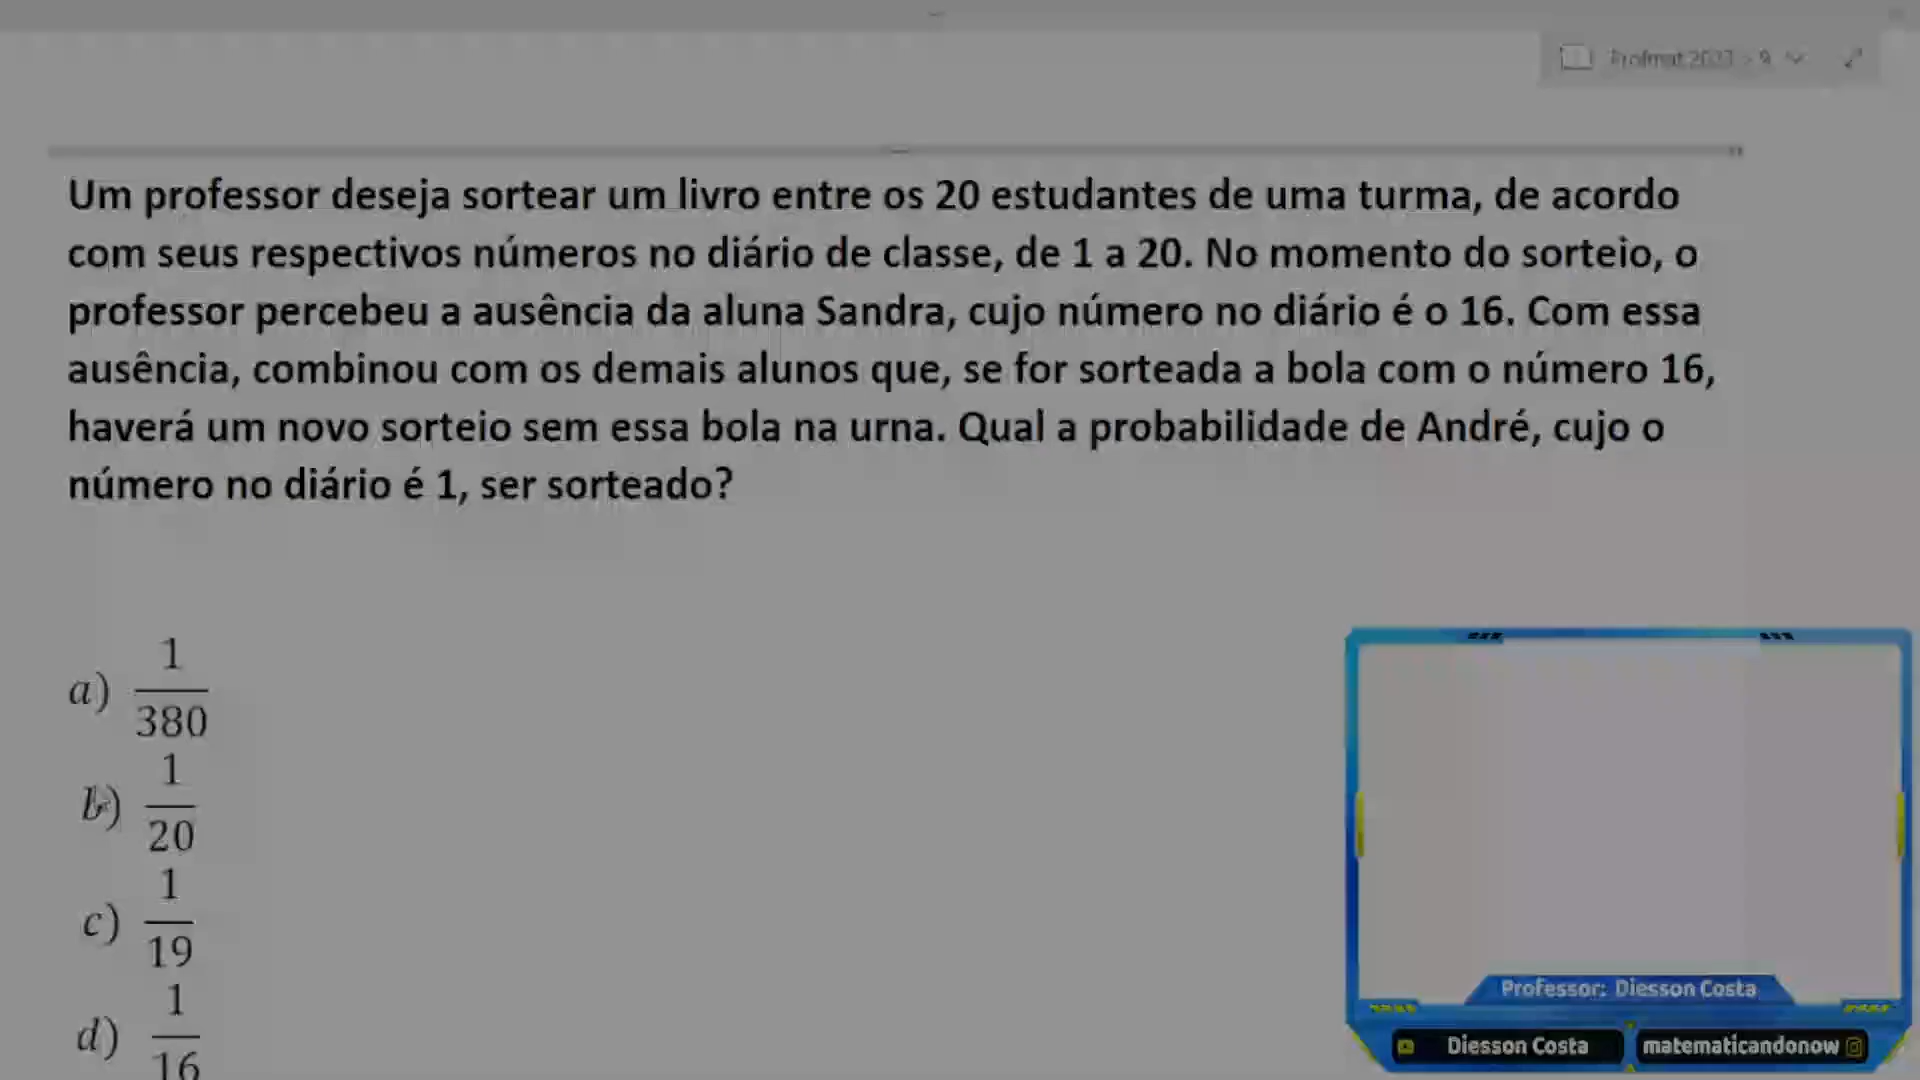 Profmat 2023 - 9
Um professor deseja sortear um livro entre os 20 estudantes de uma turma, de acordo
com seus respectivos números no diário de classe, de 1 a 20. No momento do sorteio, o
professor percebeu a ausência da aluna Sandra, cujo número no diário é o 16. Com essa
ausência, combinou com os demais alunos que, se for sorteada a bola com o número 16,
haverá um novo sorteio sem essa bola na urna. Qual a probabilidade de André, cujo o
número no diário é 1, ser sorteado?
a) 1/380
b) 1/20
c) 1/19
d) 1/16
Professor: Diesson Costa
Diesson Costa
matematicandonow